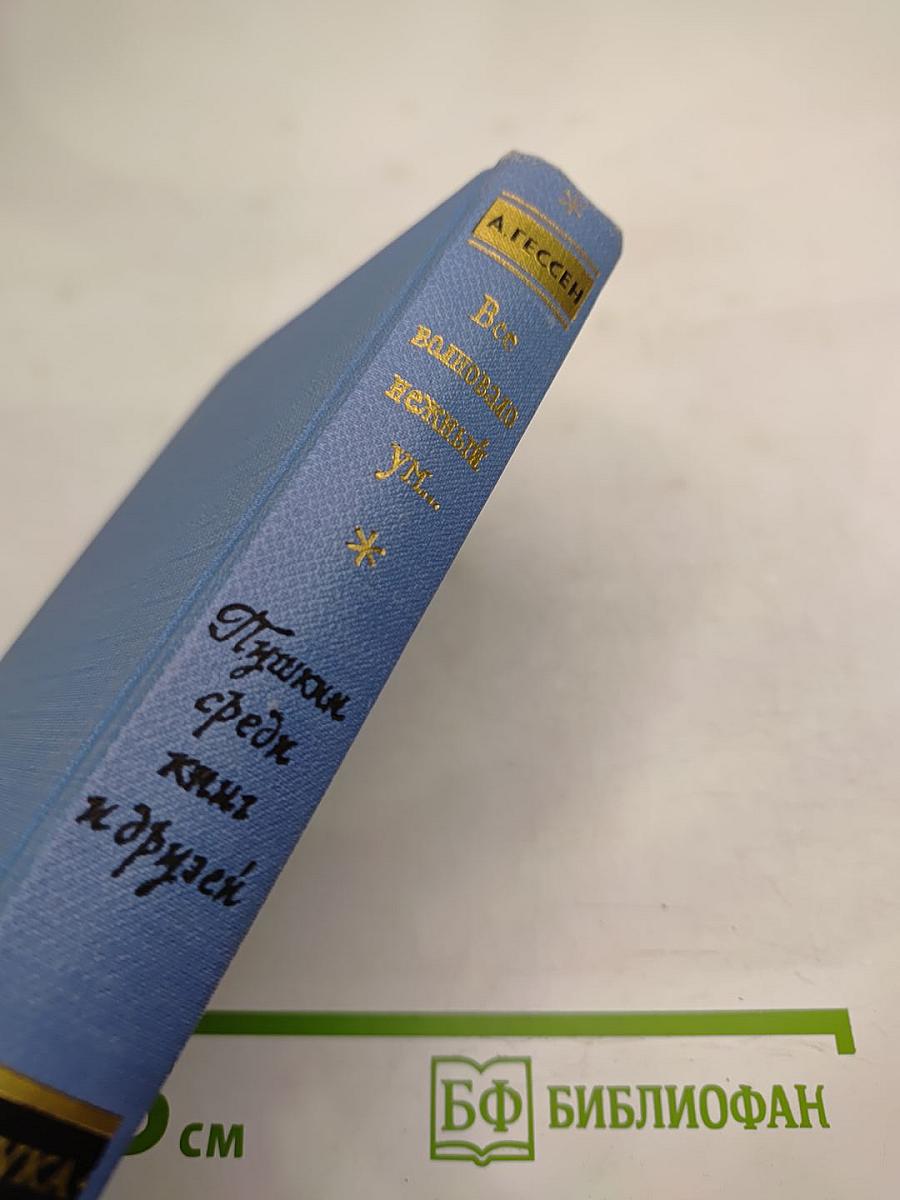 А. ГЕССЕН
Все
волновало
нежный
ум...
Пушкин
среди
книг
и друзей
см
БФ БИБЛИОФАН